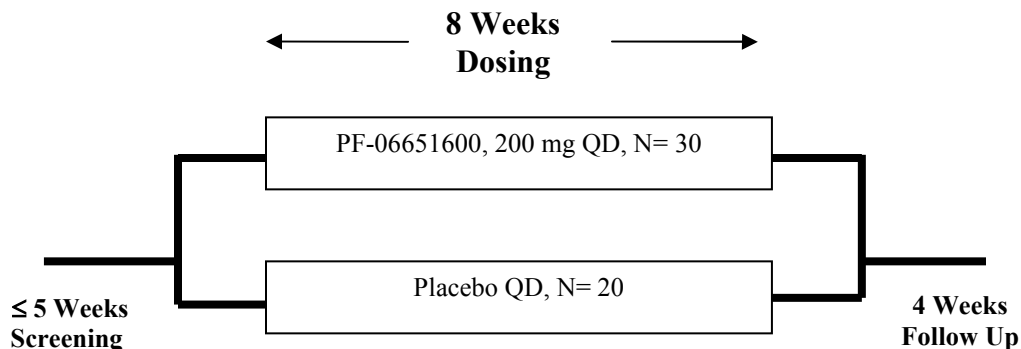 8 Weeks
Dosing
PF-06651600, 200 mg QD, N= 30
Placebo QD, N= 20
≤ 5 Weeks
Screening
4 Weeks
Follow Up